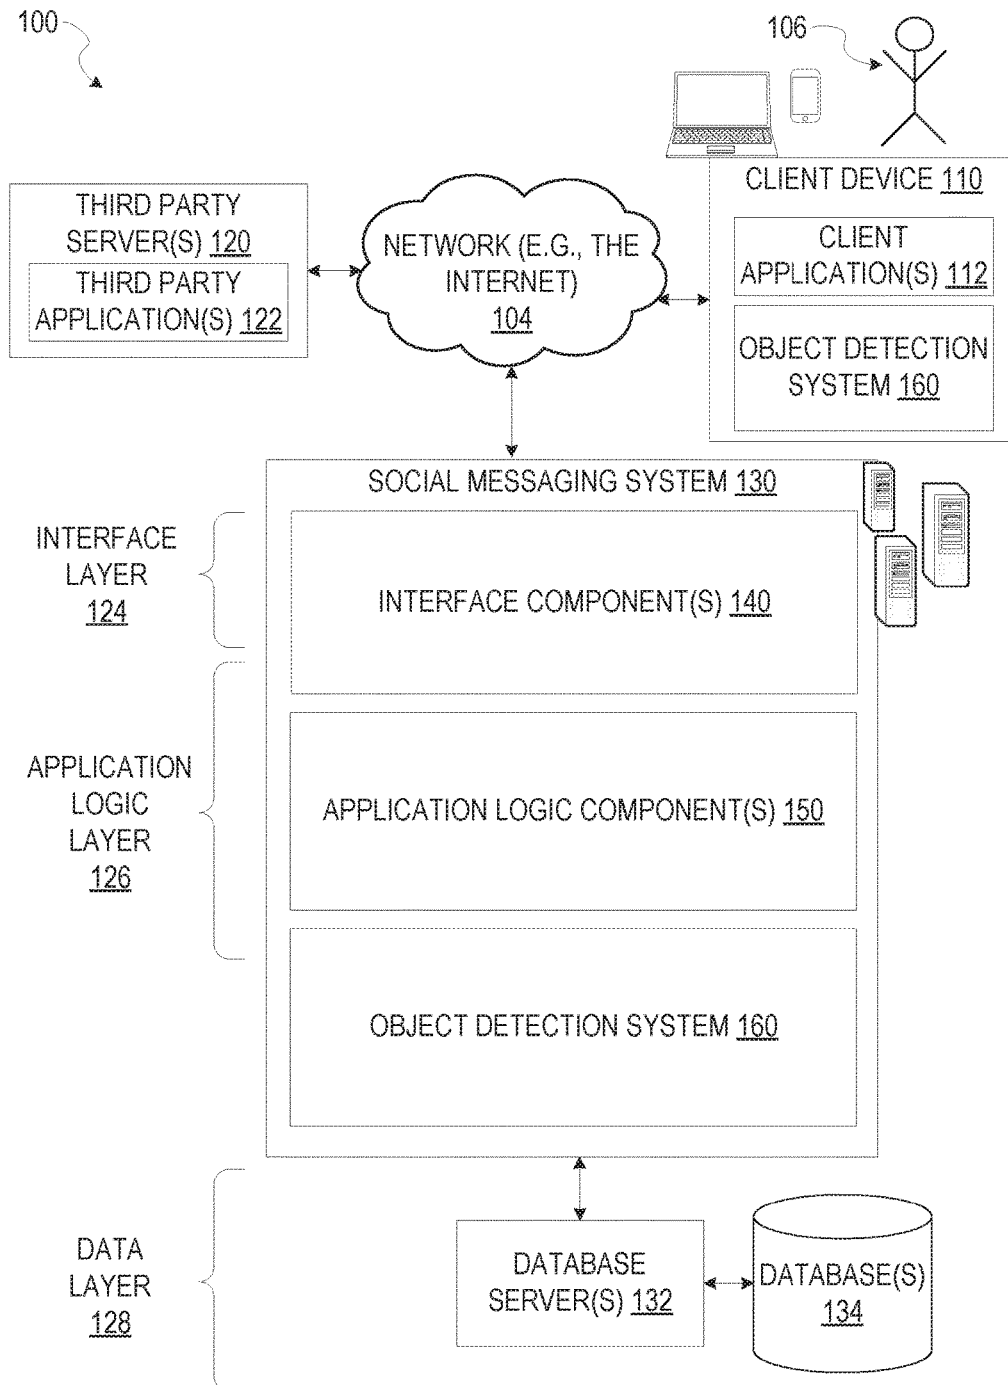 100
106
THIRD PARTY
SERVER(S) 120
THIRD PARTY
APPLICATION(S) 122
NETWORK (E.G., THE
INTERNET)
104
CLIENT DEVICE 110
CLIENT
APPLICATION(S) 112
OBJECT DETECTION
SYSTEM 160
SOCIAL MESSAGING SYSTEM 130
INTERFACE
LAYER
124
INTERFACE COMPONENT(S) 140
APPLICATION
LOGIC
LAYER
126
APPLICATION LOGIC COMPONENT(S) 150
OBJECT DETECTION SYSTEM 160
DATA
LAYER
128
DATABASE
SERVER(S) 132
DATABASE(S)
134